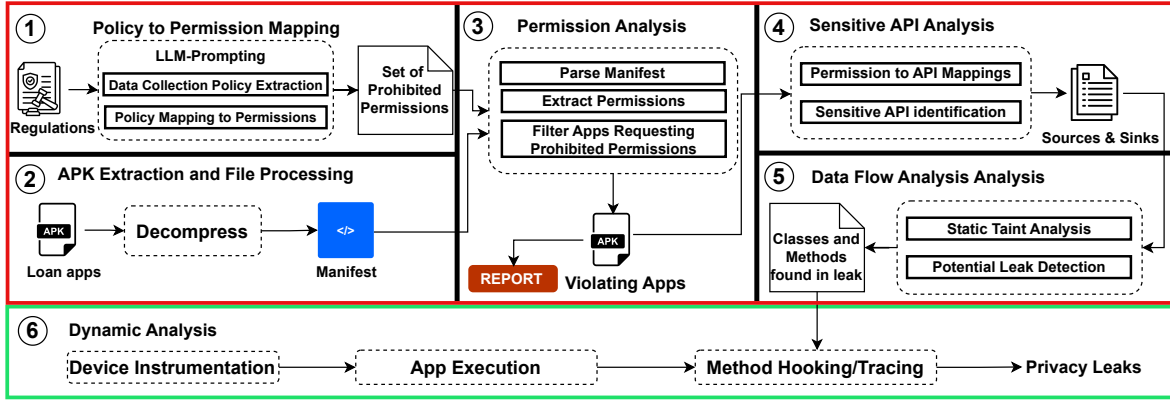 1
Policy to Permission Mapping
LLM-Prompting
Data Collection Policy Extraction
Policy Mapping to Permissions
Regulations
Set of
Prohibited
Permissions
2
APK Extraction and File Processing
APK
Loan apps
Decompress
</>
Manifest
3
Permission Analysis
Parse Manifest
Extract Permissions
Filter Apps Requesting
Prohibited Permissions
APK
REPORT
Violating Apps
4
Sensitive API Analysis
Permission to API Mappings
Sensitive API identification
Sources & Sinks
5
Data Flow Analysis Analysis
Classes and
Methods
found in leak
Static Taint Analysis
Potential Leak Detection
6
Dynamic Analysis
Device Instrumentation
App Execution
Method Hooking/Tracing
Privacy Leaks